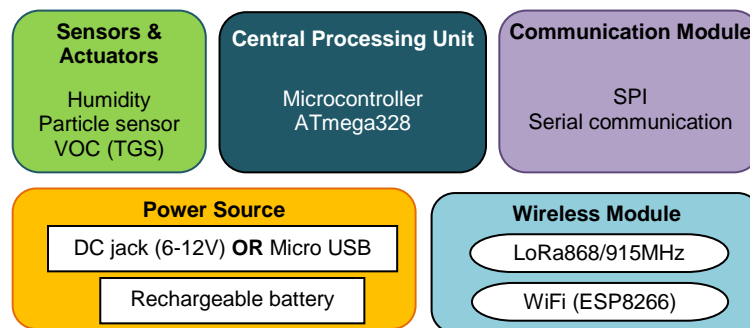 Sensors &
Actuators
Humidity
Particle sensor
VOC (TGS)
Central Processing Unit
Microcontroller
ATmega328
Communication Module
SPI
Serial communication
Power Source
DC jack (6-12V) OR Micro USB
Rechargeable battery
Wireless Module
LoRa868/915MHz
WiFi (ESP8266)